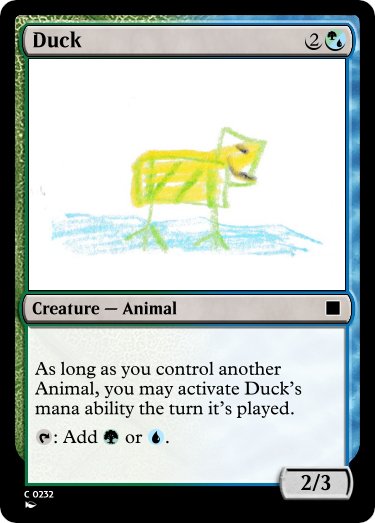 Duck 2
Creature — Animal
As long as you control another
Animal, you may activate Duck's
mana ability the turn it's played.
: Add or .
2/3
C 0232